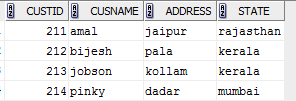 CUSTID CUSNAME ADDRESS STATE
211 amal jaipur rajasthan
212 bijesh pala kerala
213 jobson kollam kerala
214 pinky dadar mumbai